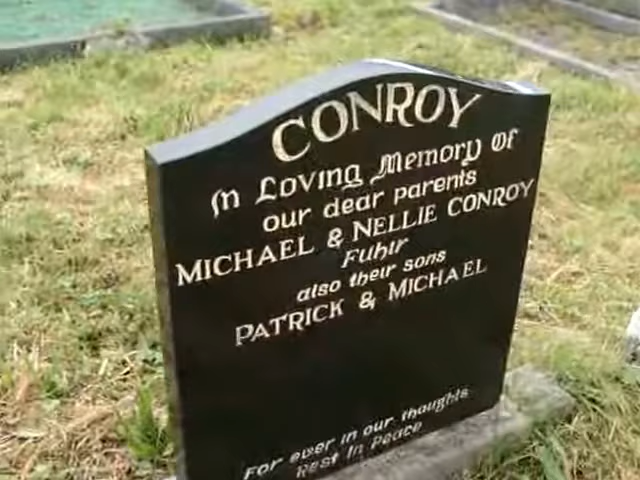 CONROY
In Loving Memory Of
our dear parents
MICHAEL & NELLIE CONROY
Fuhir
also their sons
PATRICK & MICHAEL
For ever in our thoughts
Rest In Peace